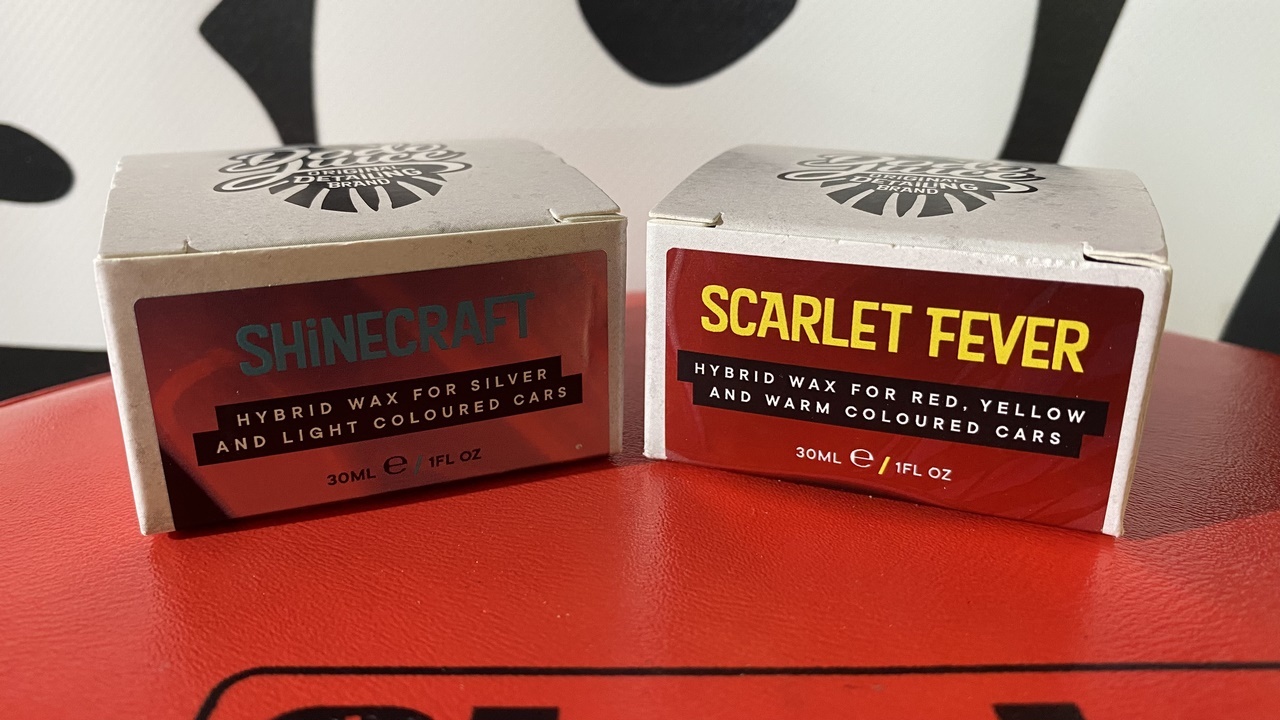 ORIGINAL
DETAILING
BRAND
SHiNECRAFT
HYBRID WAX FOR SILVER
AND LIGHT COLOURED CARS
30ML ℮ / 1FL OZ
ORIGINAL
DETAILING
BRAND
SCARLET FEVER
HYBRID WAX FOR RED, YELLOW
AND WARM COLOURED CARS
30ML ℮ / 1FL OZ